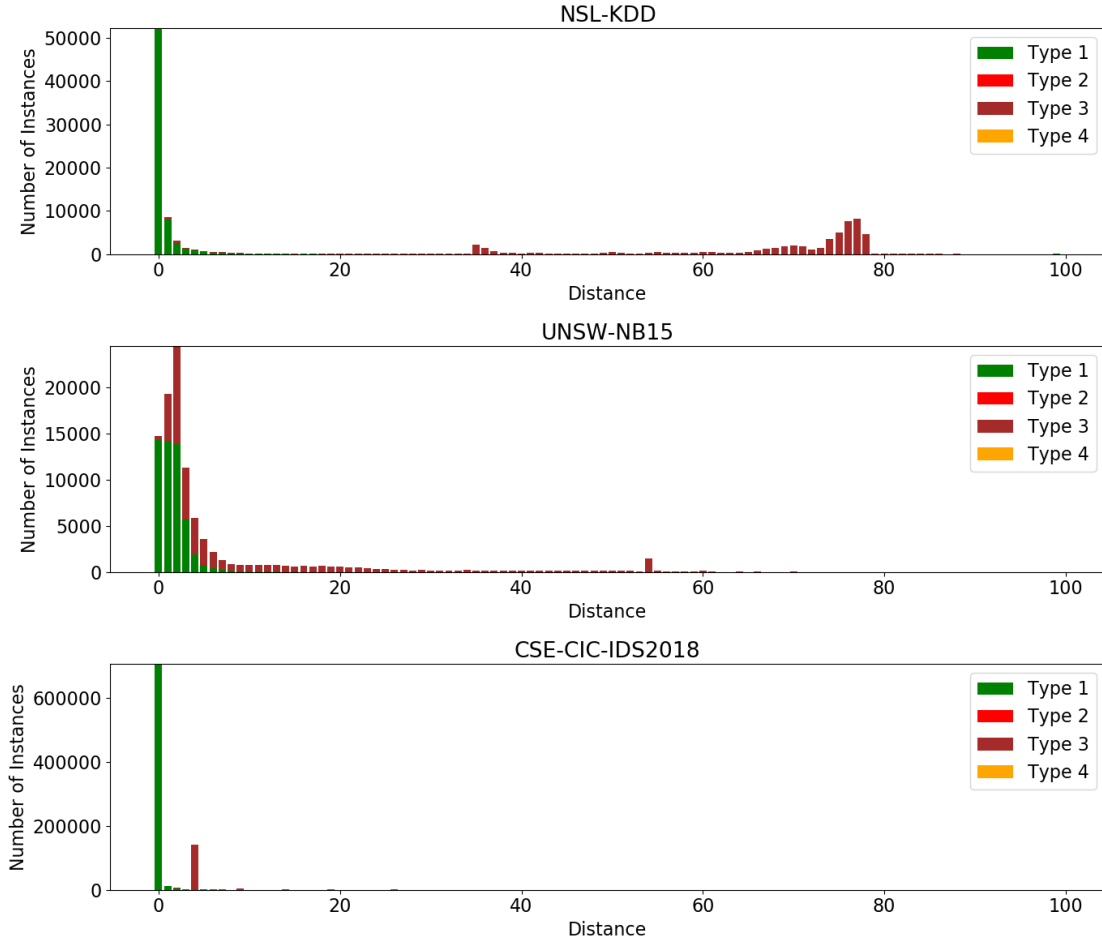 NSL-KDD
Number of Instances
50000
40000
30000
20000
10000
0
Type 1
Type 2
Type 3
Type 4
0 20 40 60 80 100
Distance
UNSW-NB15
Number of Instances
20000
15000
10000
5000
0
Type 1
Type 2
Type 3
Type 4
0 20 40 60 80 100
Distance
CSE-CIC-IDS2018
Number of Instances
600000
400000
200000
0
Type 1
Type 2
Type 3
Type 4
0 20 40 60 80 100
Distance